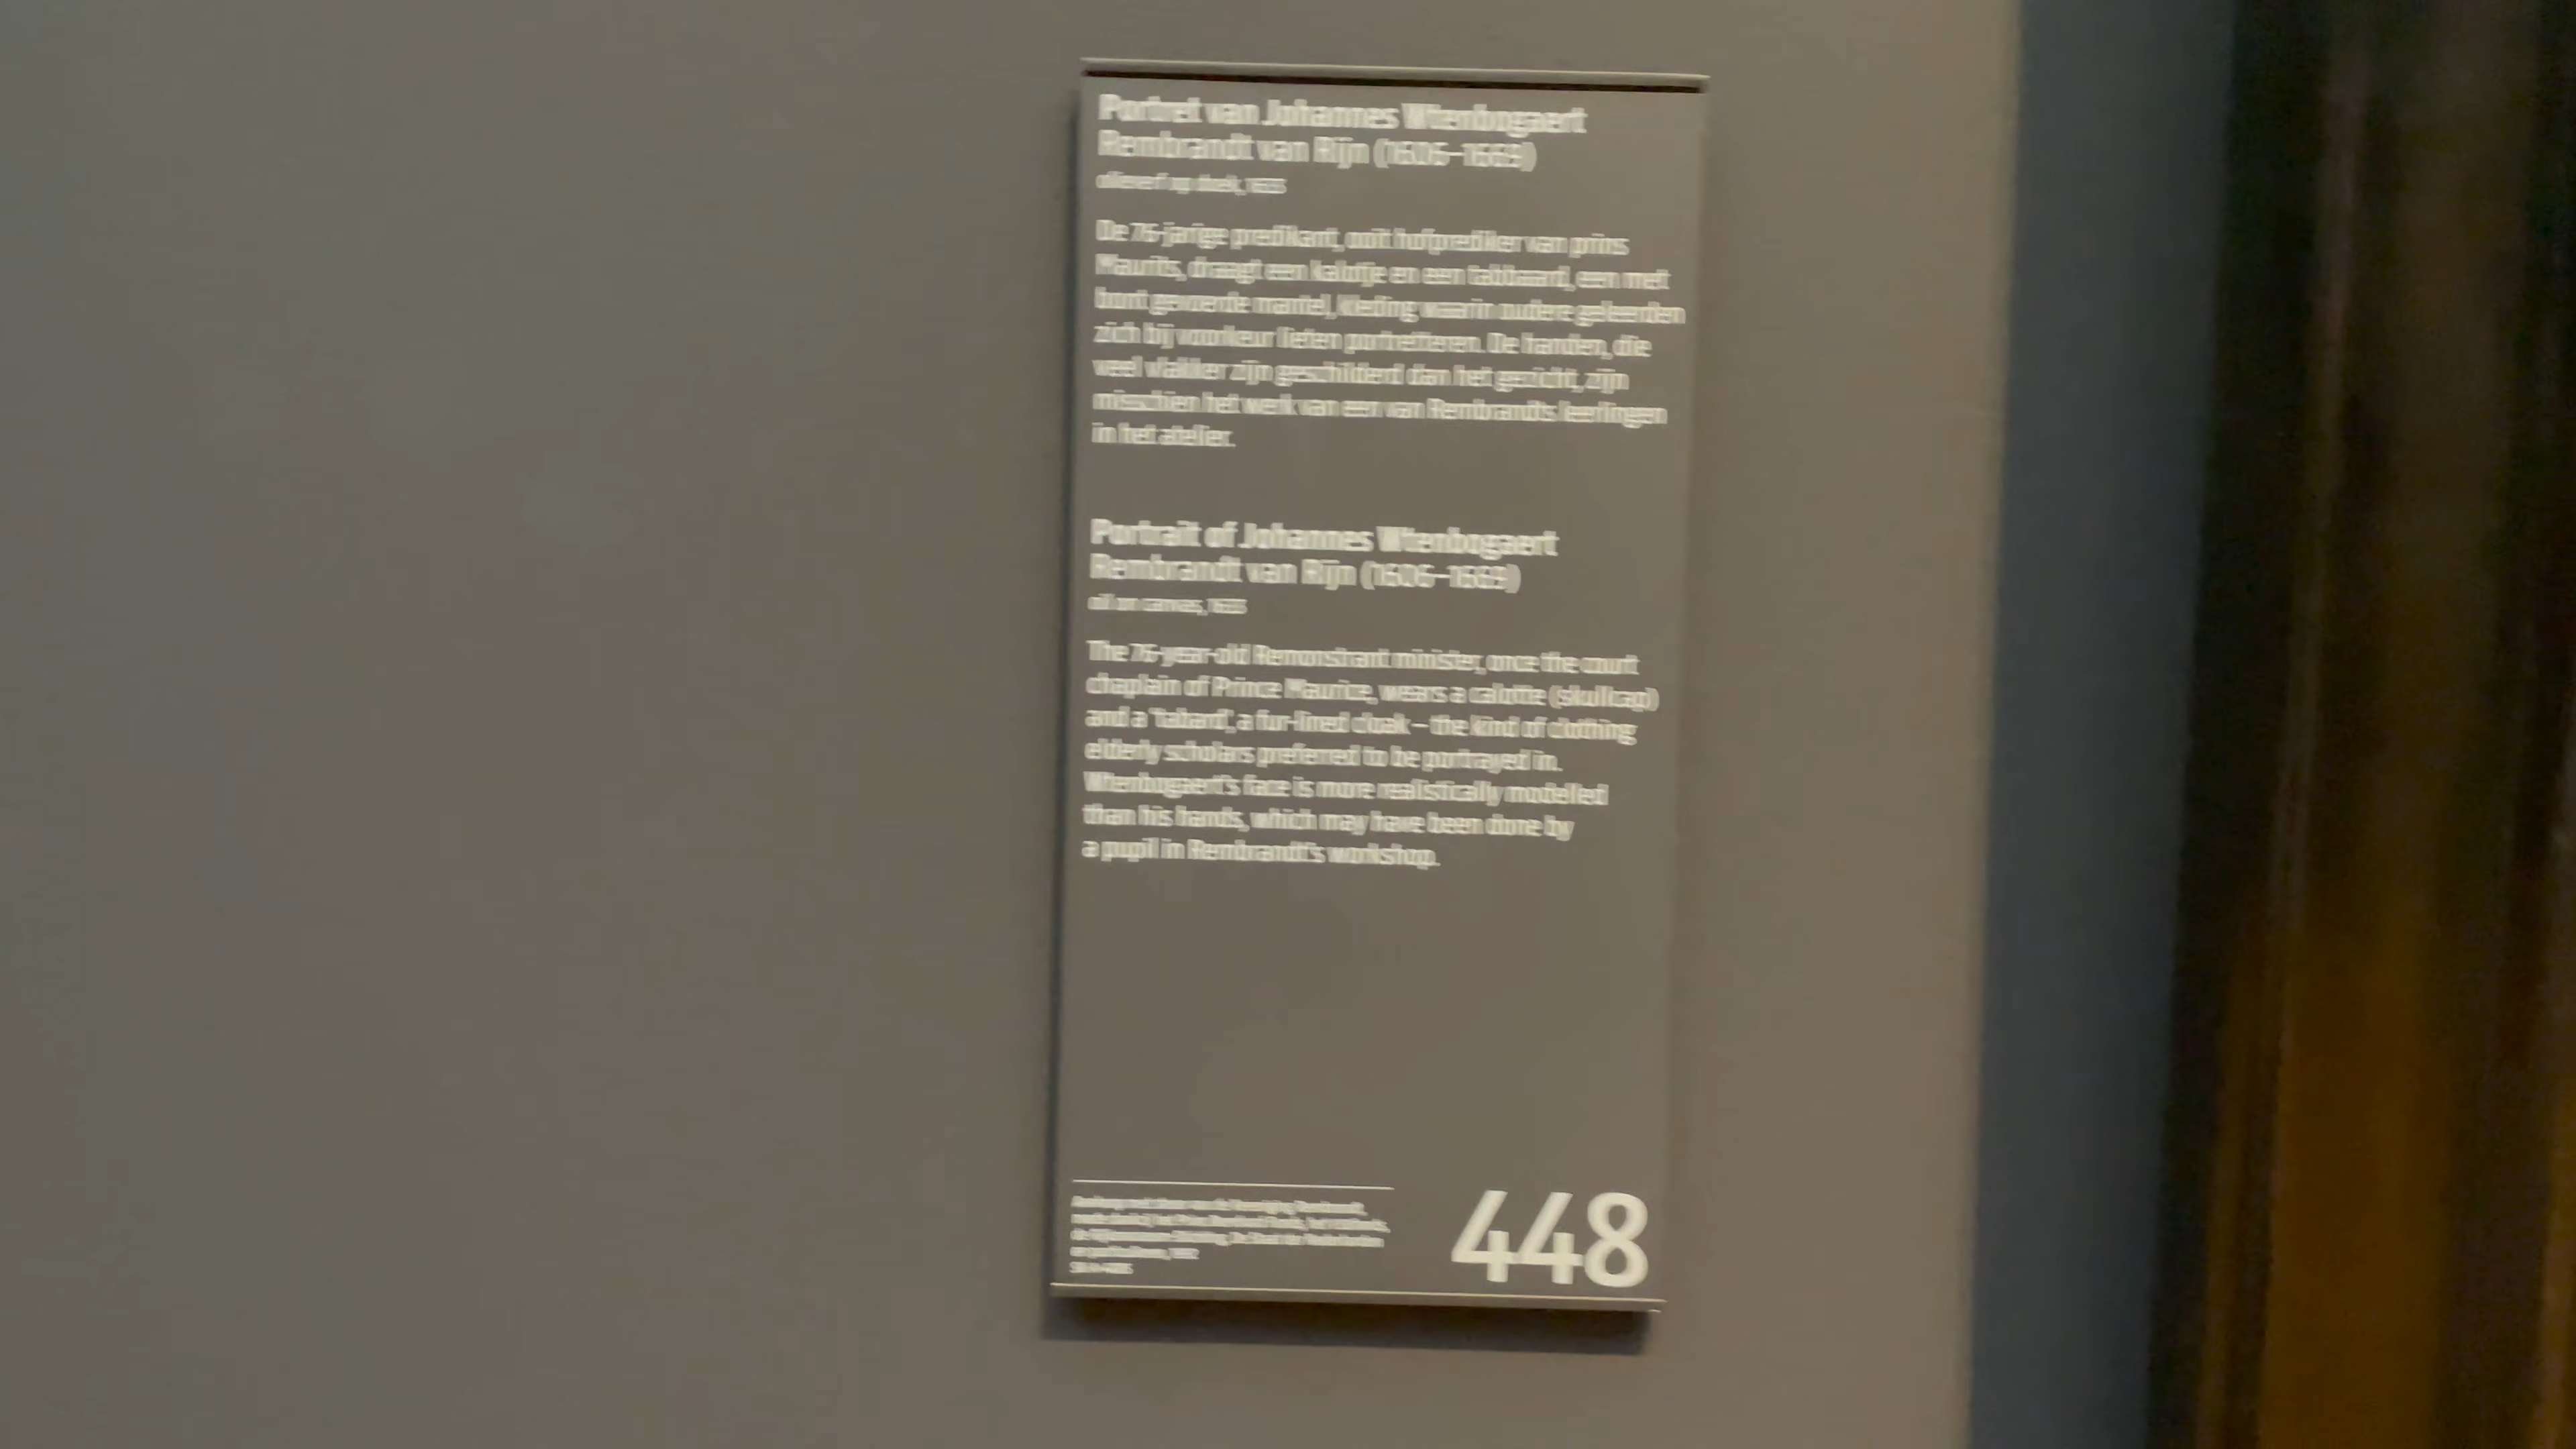 Portret van Johannes Wtenbogaert
Rembrandt van Rijn (1606–1669)
olieverf op doek, 1633
De 76-jarige predikant, ooit hofprediker van prins
Maurits, draagt een kalotje en een tabbaard, een met
bont gevoerde mantel, kleding waarin oudere geleerden
zich bij voorkeur lieten portretteren. De handen, die
veel vlakker zijn geschilderd dan het gezicht, zijn
misschien het werk van een van Rembrandts leerlingen
in het atelier.
Portrait of Johannes Wtenbogaert
Rembrandt van Rijn (1606–1669)
oil on canvas, 1633
The 76-year-old Remonstrant minister, once the court
chaplain of Prince Maurice, wears a calotte (skullcap)
and a ‘tabard’, a fur-lined cloak – the kind of clothing
elderly scholars preferred to be portrayed in.
Wtenbogaert’s face is more realistically modelled
than his hands, which may have been done by
a pupil in Rembrandt’s workshop.
448